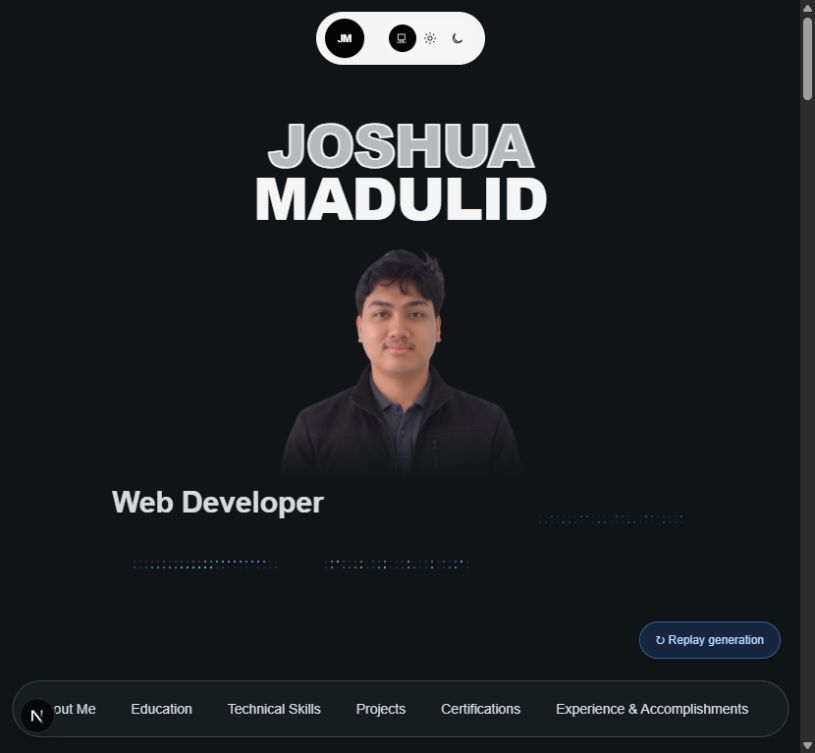 JM
JOSHUA
MADULID
Web Developer
↻ Replay generation
N
out Me
Education
Technical Skills
Projects
Certifications
Experience & Accomplishments